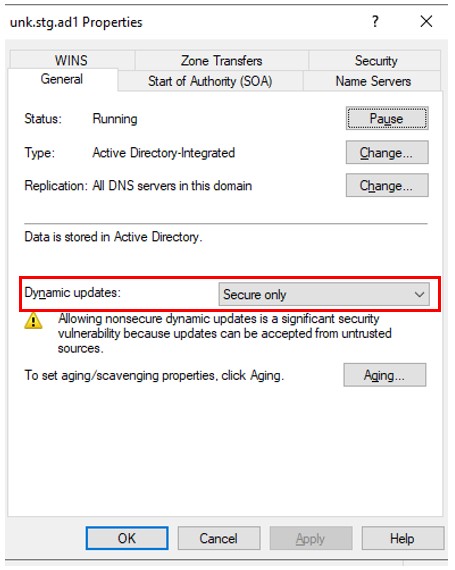 unk.stg.ad1 Properties
?
WINS
Zone Transfers
Security
General
Start of Authority (SOA)
Name Servers
Status:
Running
Pause
Type:
Active Directory-Integrated
Change...
Replication:
All DNS servers in this domain
Change...
Data is stored in Active Directory.
Dynamic updates:
Secure only
Allowing nonsecure dynamic updates is a significant security
vulnerability because updates can be accepted from untrusted
sources.
To set aging/scavenging properties, click Aging.
Aging...
OK
Cancel
Apply
Help